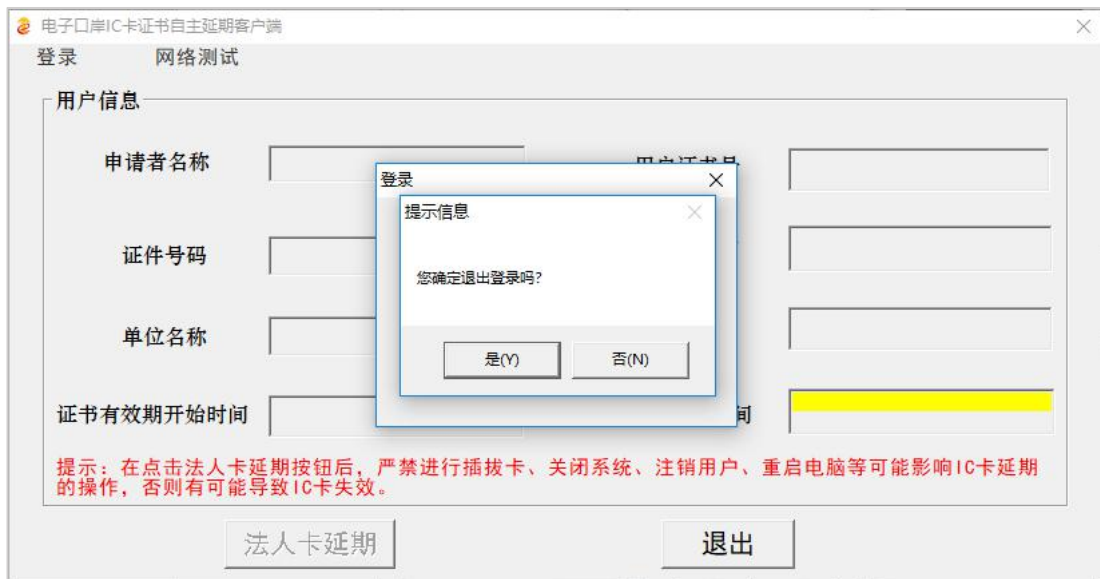 电子口岸IC卡证书自主延期客户端
登录 网络测试
用户信息
申请者名称
登录
提示信息
证件号码
您确定退出登录吗?
单位名称
是(Y) 否(N)
证书有效期开始时间
间
提示: 在点击法人卡延期按钮后, 严禁进行插拔卡、关闭系统、注销用户、重启电脑等可能影响IC卡延期
的操作, 否则有可能导致IC卡失效。
法人卡延期 退出